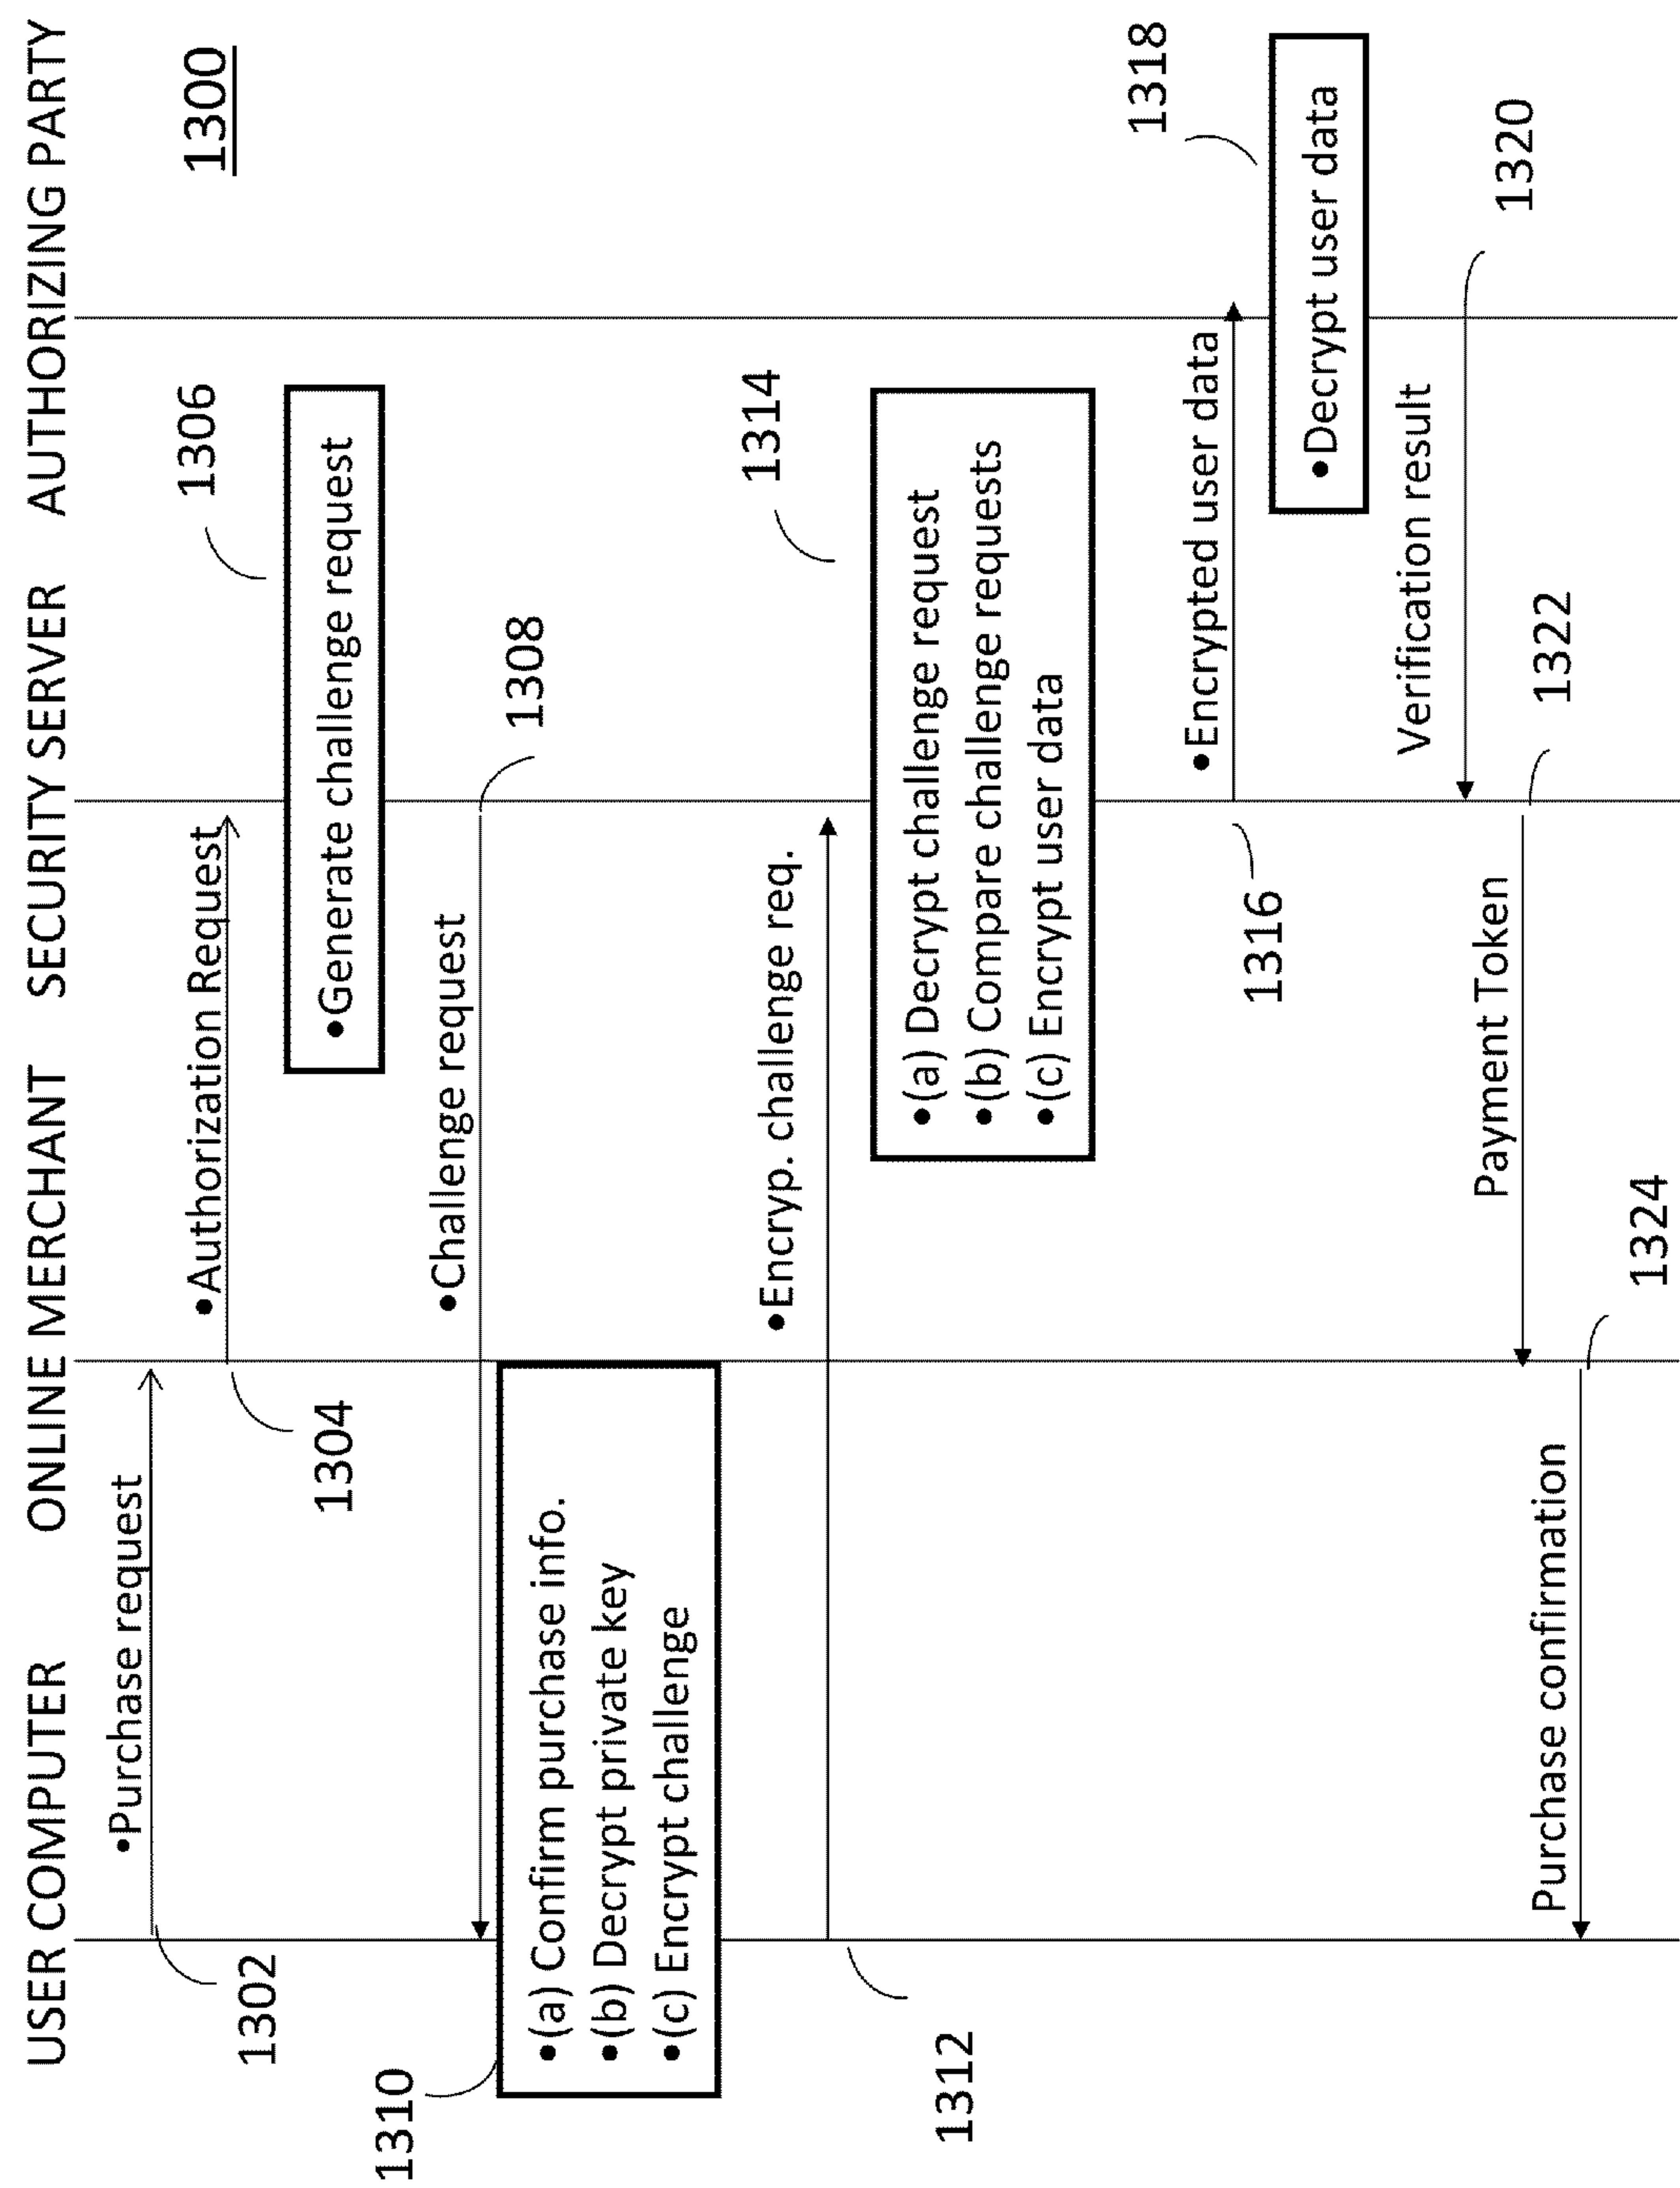 USER COMPUTER ONLINE MERCHANT SECURITY SERVER AUTHORIZING PARTY
1300
•Purchase request
1302
•Authorization Request
1304
1306
•Generate challenge request
•Challenge request
1308
1310
•(a) Confirm purchase info.
•(b) Decrypt private key
•(c) Encrypt challenge
•Encryp. challenge req.
1312
1314
•(a) Decrypt challenge request
•(b) Compare challenge requests
•(c) Encrypt user data
•Encrypted user data
1316
1318
•Decrypt user data
Verification result
1320
Payment Token
1322
Purchase confirmation
1324